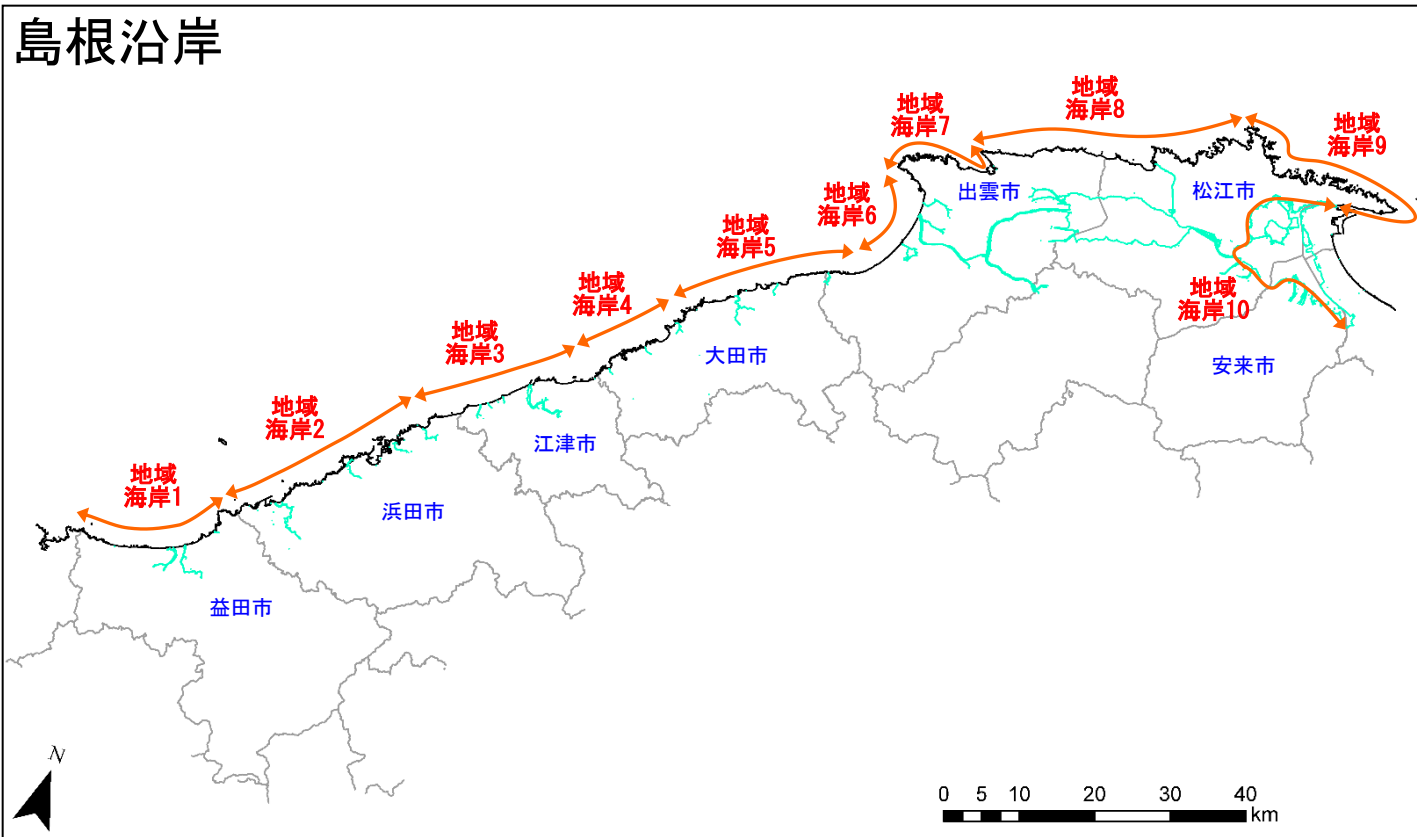 島根沿岸
地域
海岸1
地域
海岸2
地域
海岸3
地域
海岸4
地域
海岸5
地域
海岸6
地域
海岸7
地域
海岸8
地域
海岸9
地域
海岸10
出雲市
松江市
安来市
大田市
江津市
浜田市
益田市
N
0 5 10 20 30 40
km